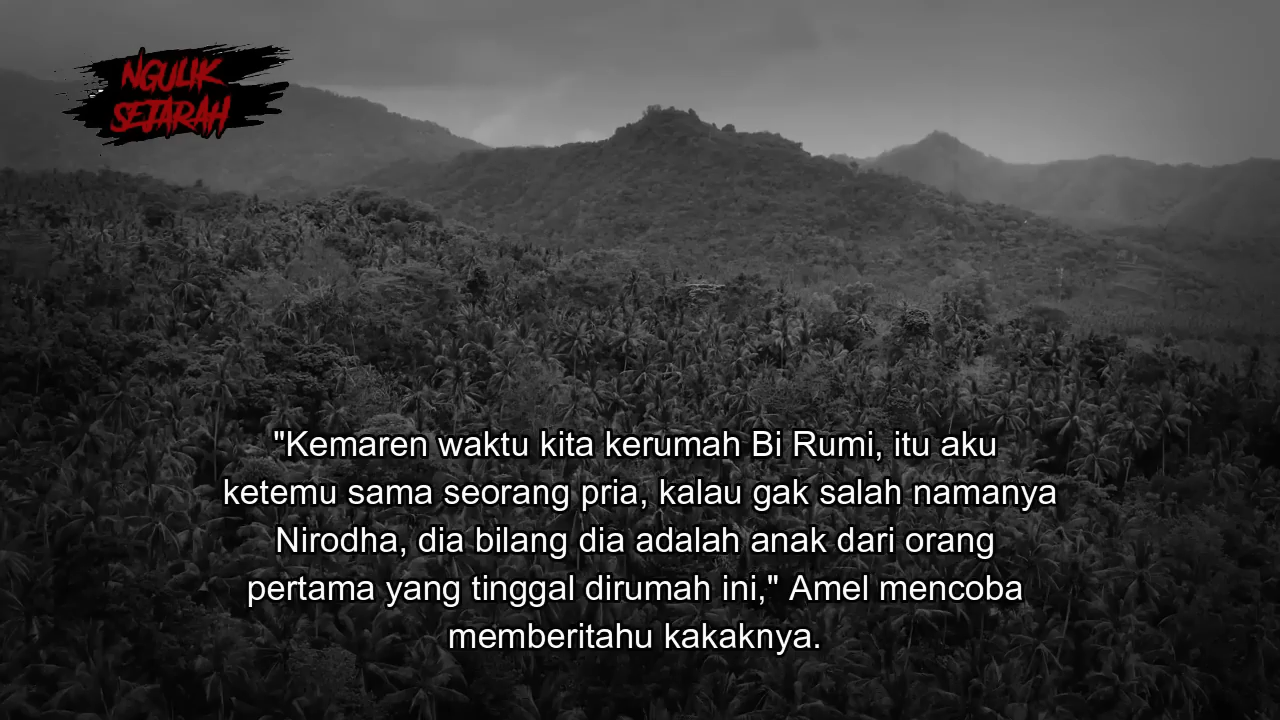 NGULIK
SEJARAH
"Kemaren waktu kita kerumah Bi Rumi, itu aku
ketemu sama seorang pria, kalau gak salah namanya
Nirodha, dia bilang dia adalah anak dari orang
pertama yang tinggal dirumah ini," Amel mencoba
memberitahu kakaknya.